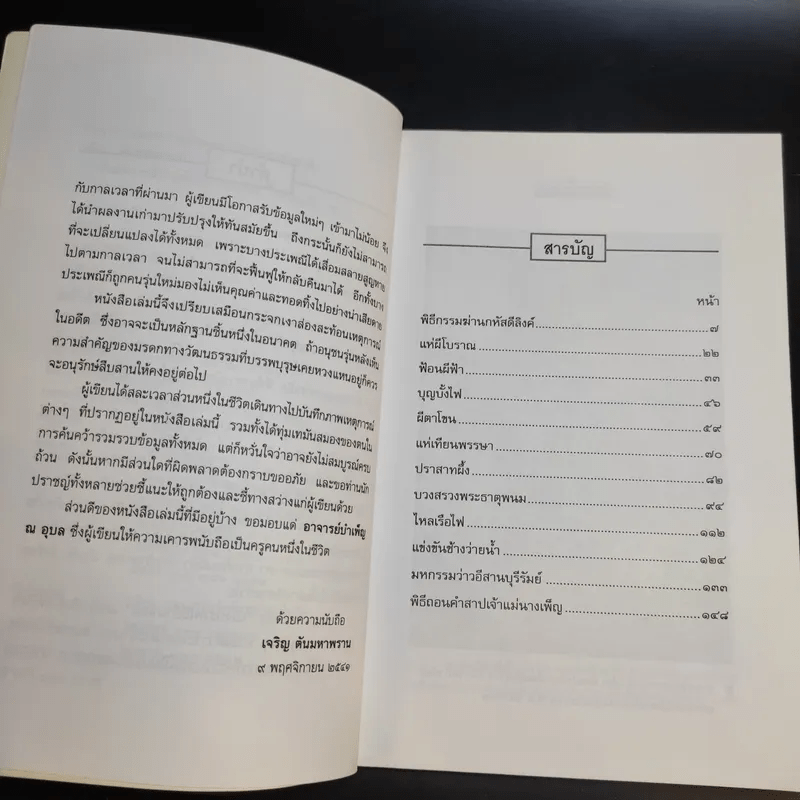 กับกาลเวลาที่ผ่านมา ผู้เขียนมีโอกาสรับข้อมูลใหม่ๆ เข้ามาไม่น้อย จึง
ได้นำผลงานเก่ามาปรับปรุงให้ทันสมัยขึ้น ถึงกระนั้นก็ยังไม่สามารถ
ที่จะเปลี่ยนแปลงได้ทั้งหมด เพราะบางประเพณีได้เสื่อมสลายสูญหาย
ไปตามกาลเวลา จนไม่สามารถที่จะฟื้นฟูให้กลับคืนมาได้ อีกทั้งบาง
ประเพณีก็ถูกคนรุ่นใหม่มองไม่เห็นคุณค่าและทอดทิ้งไปอย่างน่าเสียดาย
หนังสือเล่มนี้จึงเปรียบเสมือนกระจกเงาส่องสะท้อนเหตุการณ์
ในอดีต ซึ่งอาจจะเป็นหลักฐานชิ้นหนึ่งในอนาคต ถ้าอนุชนรุ่นหลังเห็น
ความสำคัญของมรดกทางวัฒนธรรมที่บรรพบุรุษเคยหวงแหนอยู่ก็ควร
จะอนุรักษ์สืบสานให้คงอยู่ต่อไป
ผู้เขียนได้สละเวลาส่วนหนึ่งในชีวิตเดินทางไปบันทึกภาพเหตุการณ์
ต่างๆ ที่ปรากฏอยู่ในหนังสือเล่มนี้ รวมทั้งได้ทุ่มเทมันสมองของตนใน
การค้นคว้ารวบรวมข้อมูลทั้งหมด แต่ก็หวั่นใจว่าอาจยังไม่สมบูรณ์ครบ
ถ้วน ดังนั้นหากมีส่วนใดที่ผิดพลาดต้องกราบขออภัย และขอท่านนัก
ปราชญ์ทั้งหลายช่วยชี้แนะให้ถูกต้องและชี้ทางสว่างแก่ผู้เขียนด้วย
ส่วนดีของหนังสือเล่มนี้ที่มีอยู่บ้าง ขอมอบแด่ อาจารย์บำเพ็ญ
ณ อุบล ซึ่งผู้เขียนให้ความเคารพนับถือเป็นครูคนหนึ่งในชีวิต
ด้วยความนับถือ
เจริญ ตันมหาพราน
๙ พฤศจิกายน ๒๕๔๑
สารบัญ
หน้า
พิธีกรรมฆ่านกหัสดีลิงค์ ๗
แห่ผีโบราณ ๒๒
ฟ้อนผีฟ้า ๓๓
บุญบั้งไฟ ๔๖
ผีตาโขน ๕๙
แห่เทียนพรรษา ๗๐
ปราสาทผึ้ง ๘๒
บวงสรวงพระธาตุพนม ๙๔
ไหลเรือไฟ ๑๑๒
แข่งขันช้างว่ายน้ำ ๑๒๔
มหกรรมว่าวอีสานบุรีรัมย์ ๑๓๓
พิธีถอนคำสาปเจ้าแม่นางเพ็ญ ๑๔๘